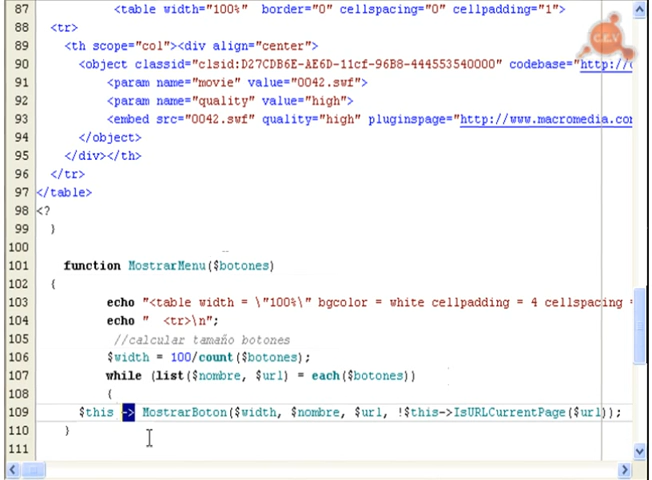 87 <table width="100%" border="0" cellspacing="0" cellpadding="1">
88 <tr>
89 <th scope="col"><div align="center">
90 <object classid="clsid:D27CDB6E-AE6D-11cf-96B8-444553540000" codebase="http://
91 <param name="movie" value="0042.swf">
92 <param name="quality" value="high">
93 <embed src="0042.swf" quality="high" pluginspage="http://www.macromedia.com
94 </object>
95 </div></th>
96 </tr>
97 </table>
98 <?
99 }
100
101 function MostrarMenu($botones)
102 {
103 echo "<table width = \"100%\" bgcolor = white cellpadding = 4 cellspacing =
104 echo " <tr>\n";
105 //calcular tamaño botones
106 $width = 100/count($botones);
107 while (list($nombre, $url) = each($botones))
108 {
109 $this -> MostrarBoton($width, $nombre, $url, !$this->IsURLCurrentPage($url));
110 }
111
C.E.V